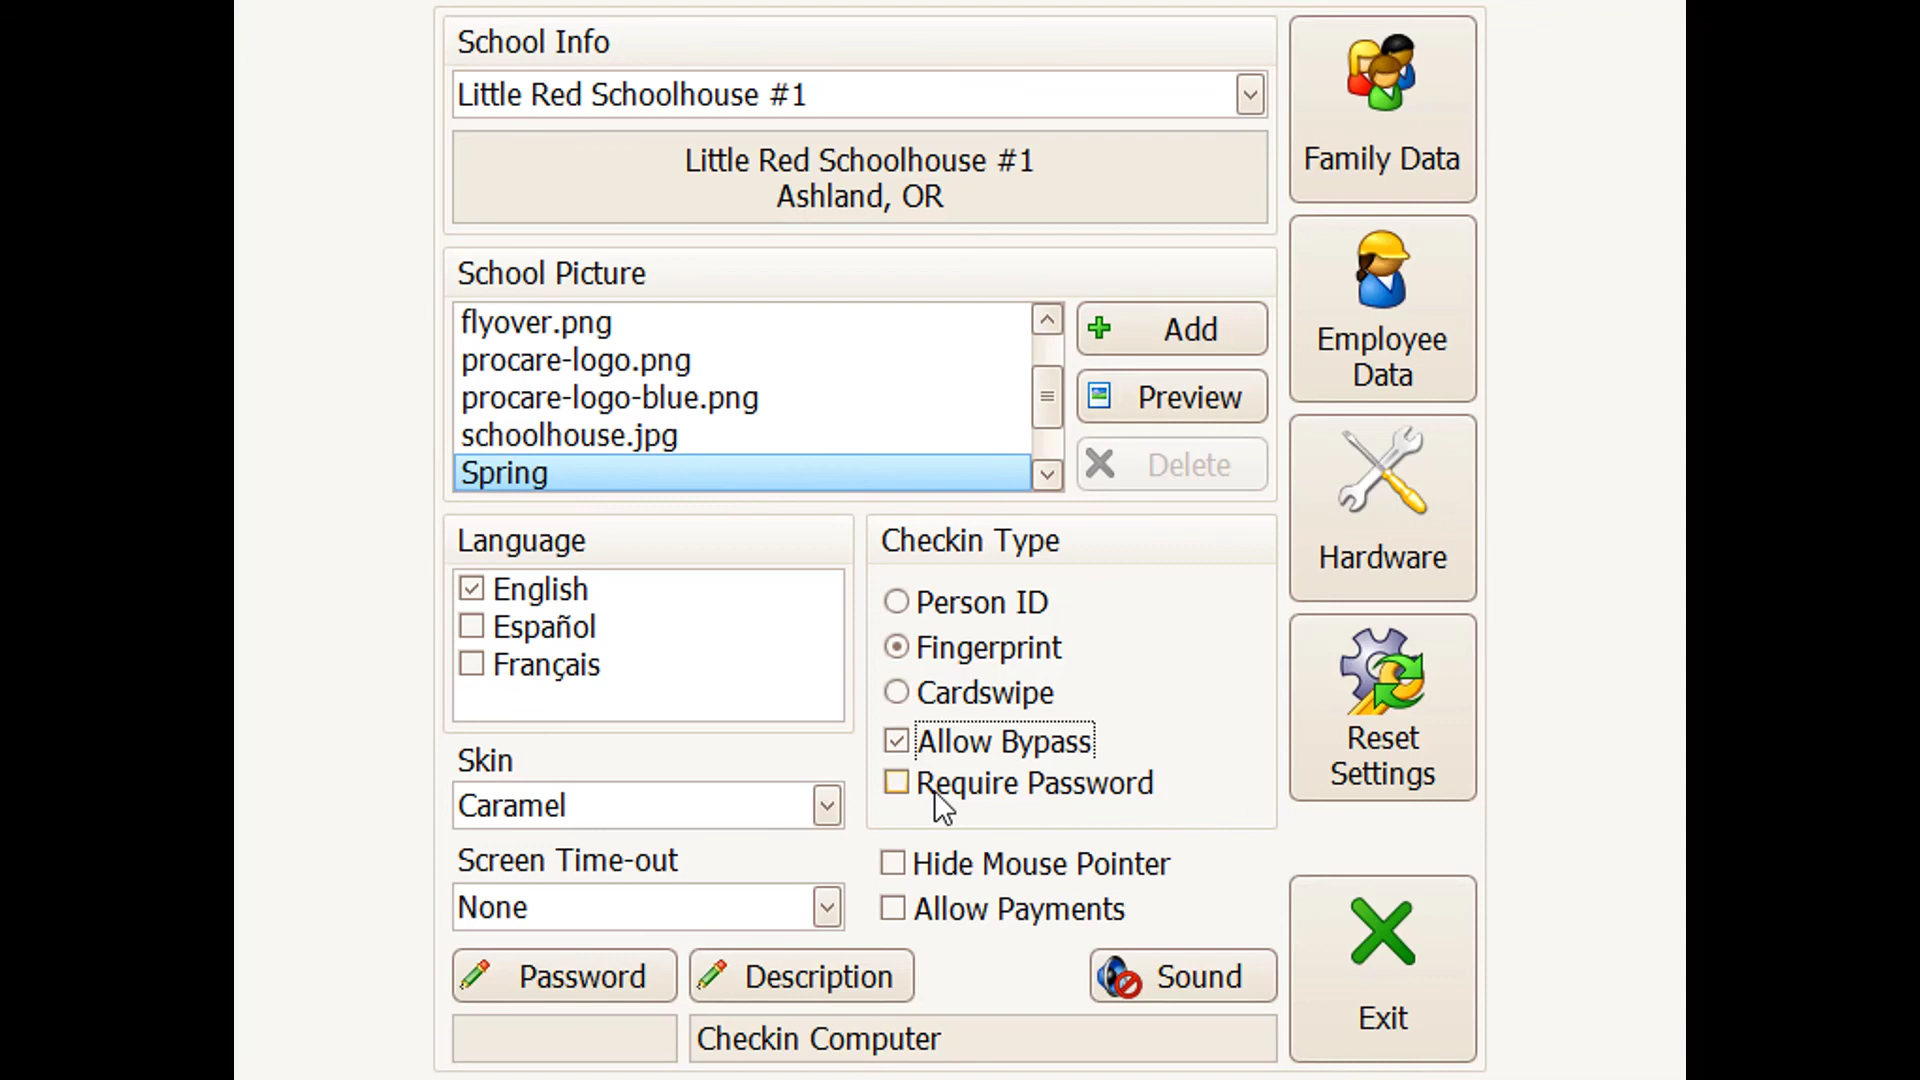 School Info
Little Red Schoolhouse #1
Little Red Schoolhouse #1
Ashland, OR
School Picture
flyover.png
procare-logo.png
procare-logo-blue.png
schoolhouse.jpg
Spring
Add
Preview
Delete
Language
English
Español
Français
Checkin Type
Person ID
Fingerprint
Cardswipe
Allow Bypass
Require Password
Skin
Caramel
Screen Time-out
None
Hide Mouse Pointer
Allow Payments
Password
Description
Sound
Checkin Computer
Family Data
Employee
Data
Hardware
Reset
Settings
Exit